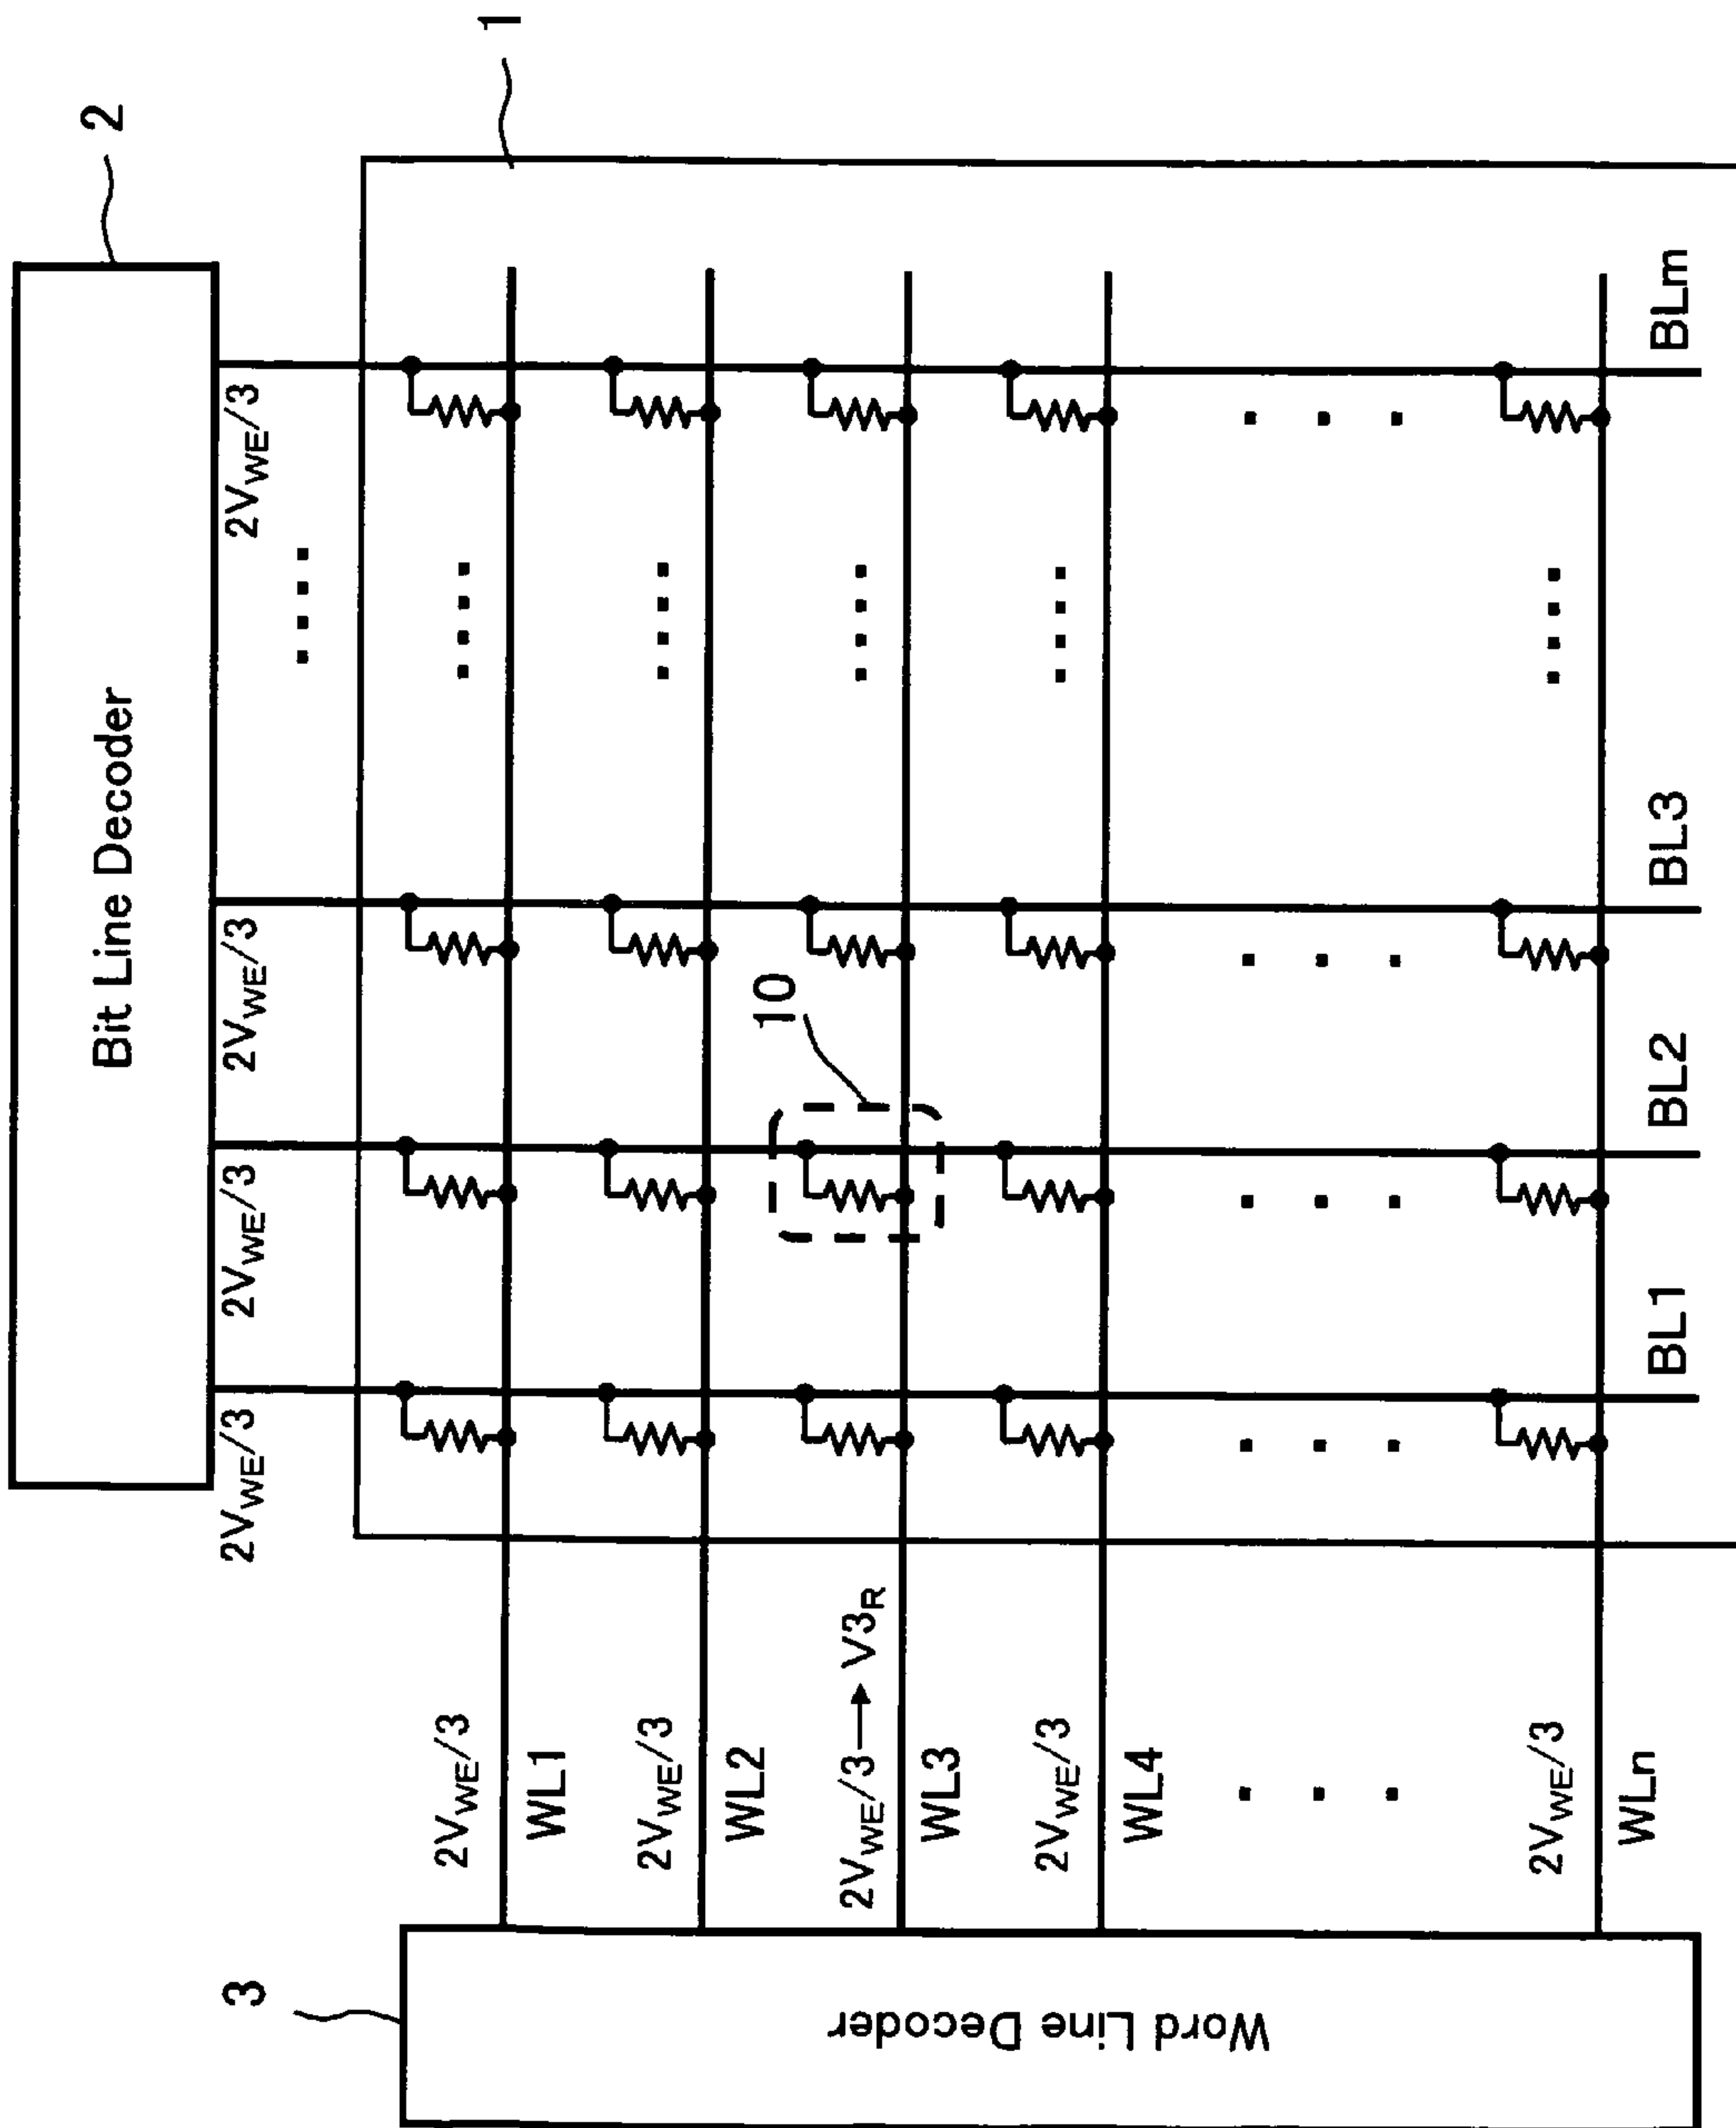 2
1
Bit Line Decoder
2V_WE/3
2V_WE/3
2V_WE/3
2V_WE/3
3
Word Line Decoder
2V_WE/3
WL1
2V_WE/3
WL2
10
2V_WE/3 → V3_R
WL3
2V_WE/3
WL4
2V_WE/3
WLn
BL1
BL2
BL3
BLm